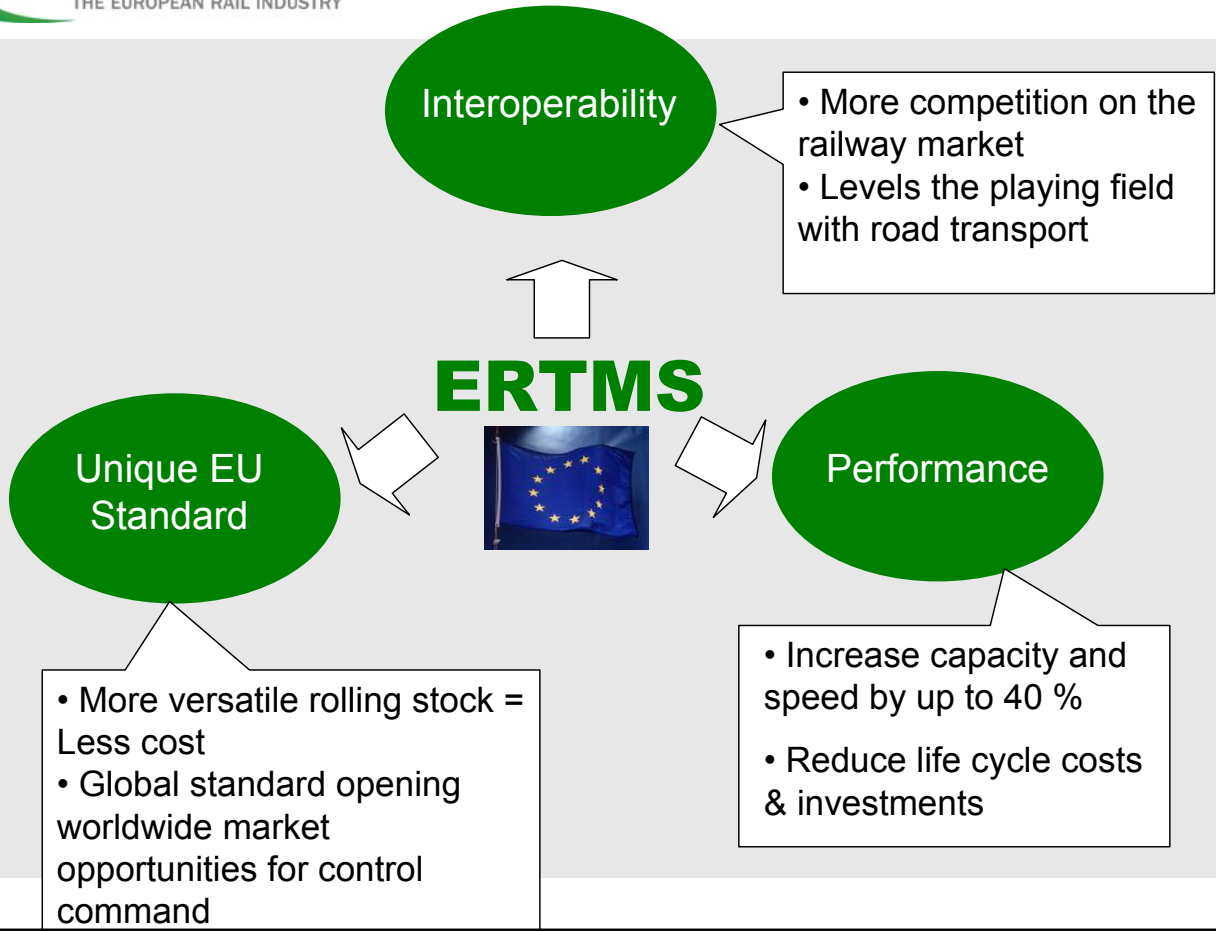 THE EUROPEAN RAIL INDUSTRY
Interoperability
• More competition on the
railway market
• Levels the playing field
with road transport
ERTMS
Unique EU
Standard
Performance
• More versatile rolling stock =
Less cost
• Global standard opening
worldwide market
opportunities for control
command
• Increase capacity and
speed by up to 40 %
• Reduce life cycle costs
& investments